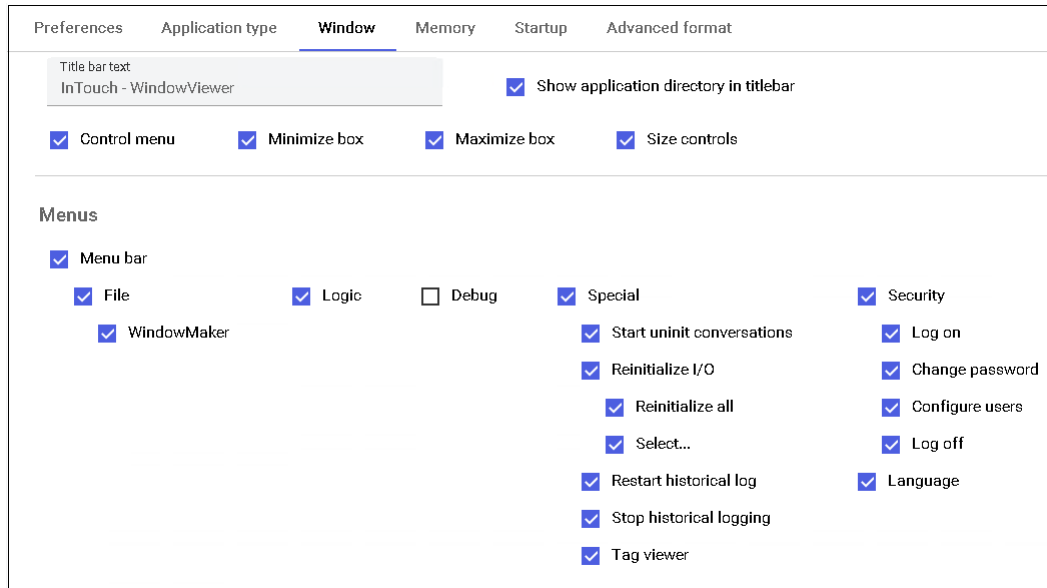 Preferences Application type Window Memory Startup Advanced format
Title bar text
InTouch - WindowViewer
Show application directory in titlebar
Control menu Minimize box Maximize box Size controls
Menus
Menu bar
File Logic Debug Special Security
WindowMaker Start uninit conversations Log on
Reinitialize I/O Change password
Reinitialize all Configure users
Select... Log off
Restart historical log Language
Stop historical logging
Tag viewer